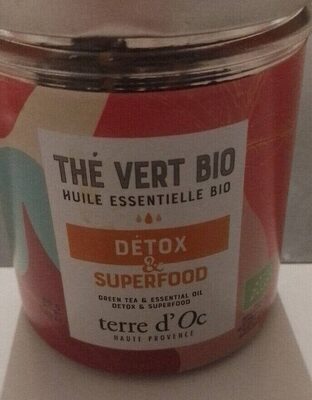 THÉ VERT BIO
HUILE ESSENTIELLE BIO
DÉTOX
&
SUPERFOOD
GREEN TEA & ESSENTIAL OIL
DETOX & SUPERFOOD
terre d'Oc
HAUTE PROVENCE